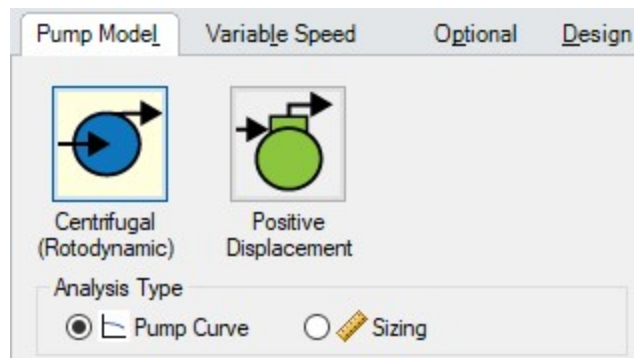 Pump Model Variable Speed Optional Design
Centrifugal
(Rotodynamic)
Positive
Displacement
Analysis Type
Pump Curve Sizing